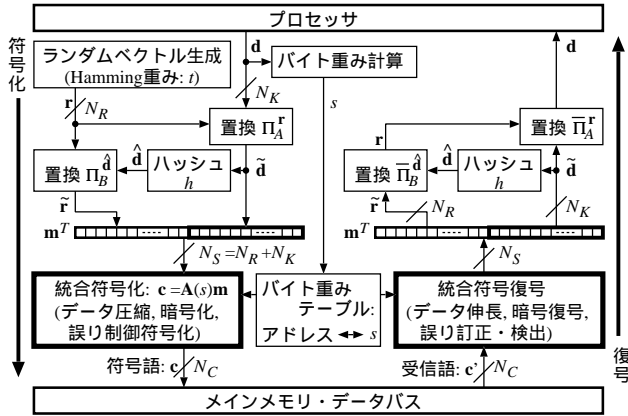 プロセッサ
符号化
ランダムベクトル生成
(Hamming重み: t)
d
バイト重み計算
d
r
N_R
N_K
s
置換 Π_A^r
r
置換 Π̅_A^r
置換 Π_B^d̂
d̂
ハッシュ
h
d̃
置換 Π̅_B^d̂
d̂
ハッシュ
h
d̃
r̃
r̃
N_R
N_K
m^T
m^T
N_S =N_R+N_K
N_S
統合符号化: c =A(s)m
(データ圧縮, 暗号化,
誤り制御符号化)
バイト重み
テーブル:
アドレス ↔ s
統合符号復号
(データ伸長, 暗号復号,
誤り訂正・検出)
符号語: c
N_C
受信語: c'
N_C
復号
メインメモリ・データバス